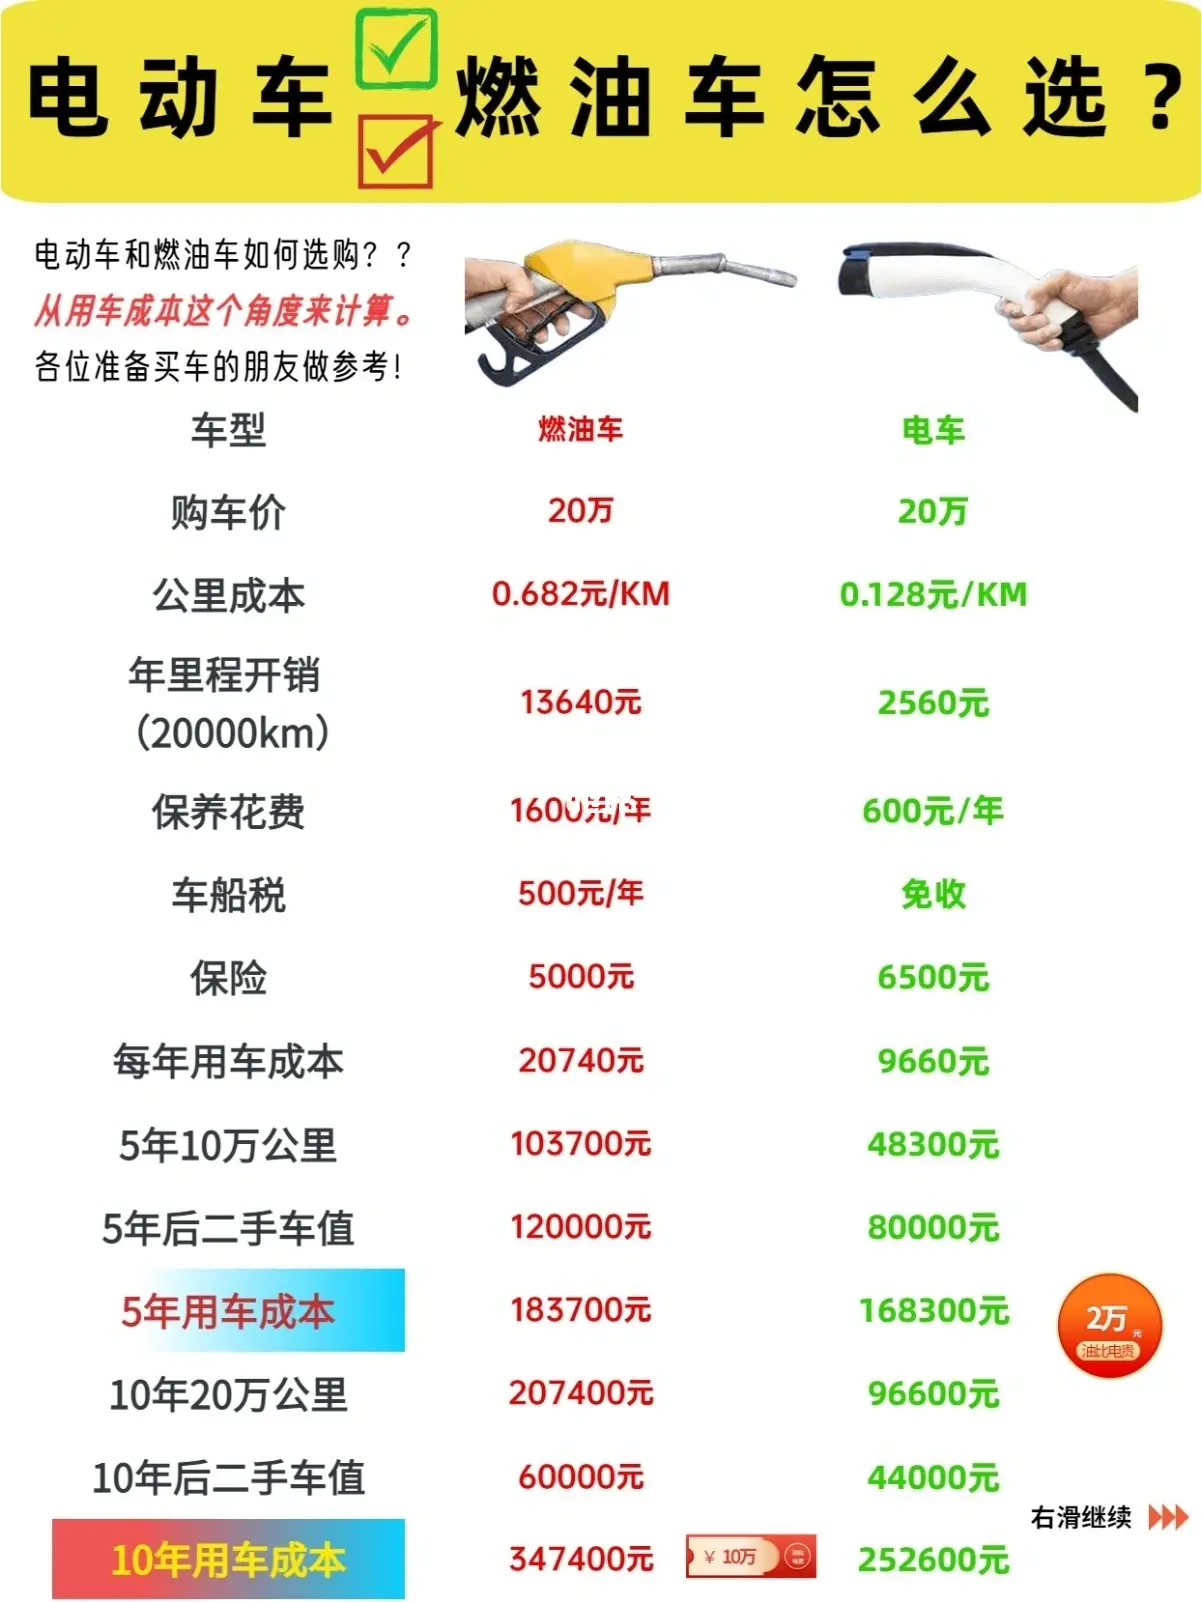 电动车 燃油车怎么选？
电动车和燃油车如何选购？？
从用车成本这个角度来计算。
各位准备买车的朋友做参考!
车型 燃油车 电车
购车价 20万 20万
公里成本 0.682元/KM 0.128元/KM
年里程开销
（20000km） 13640元 2560元
保养花费 1600元/年 600元/年
车船税 500元/年 免收
保险 5000元 6500元
每年用车成本 20740元 9660元
5年10万公里 103700元 48300元
5年后二手车值 120000元 80000元
5年用车成本 183700元 168300元
2万元
油比电贵
10年20万公里 207400元 96600元
10年后二手车值 60000元 44000元
右滑继续
10年用车成本 347400元 ￥10万 252600元